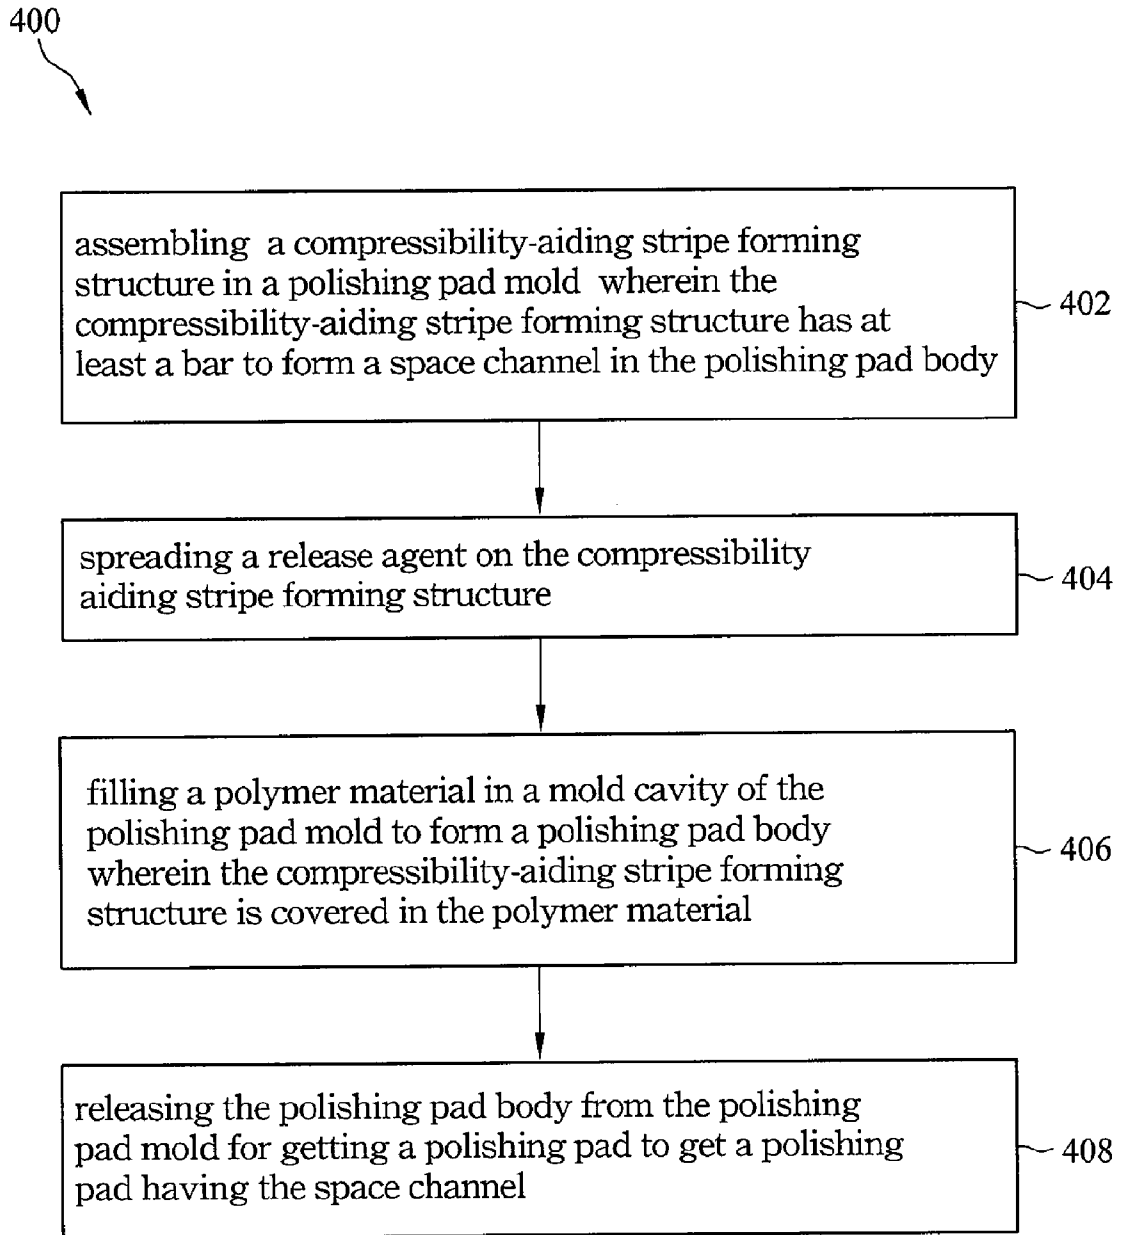 400
assembling a compressibility-aiding stripe forming
structure in a polishing pad mold wherein the
compressibility-aiding stripe forming structure has at
least a bar to form a space channel in the polishing pad body
402
spreading a release agent on the compressibility
aiding stripe forming structure
404
filling a polymer material in a mold cavity of the
polishing pad mold to form a polishing pad body
wherein the compressibility-aiding stripe forming
structure is covered in the polymer material
406
releasing the polishing pad body from the polishing
pad mold for getting a polishing pad to get a polishing
pad having the space channel
408